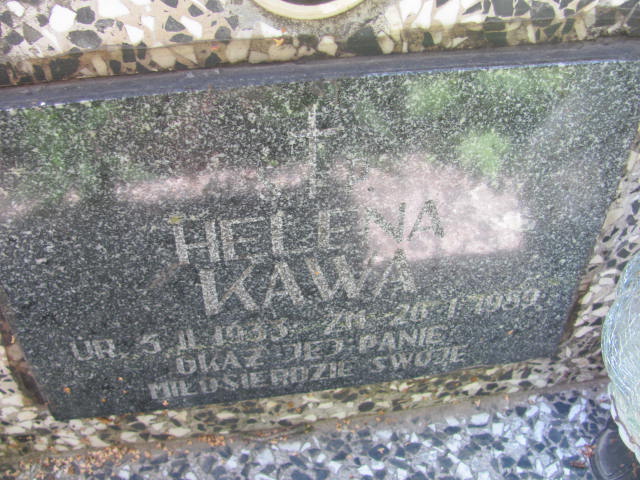 HELENA
KAWA
UR. 5.II.1933. ZM. 20.I.1989.
OKAŻ JEJ PANIE
MIŁOSIERDZIE SWOJE